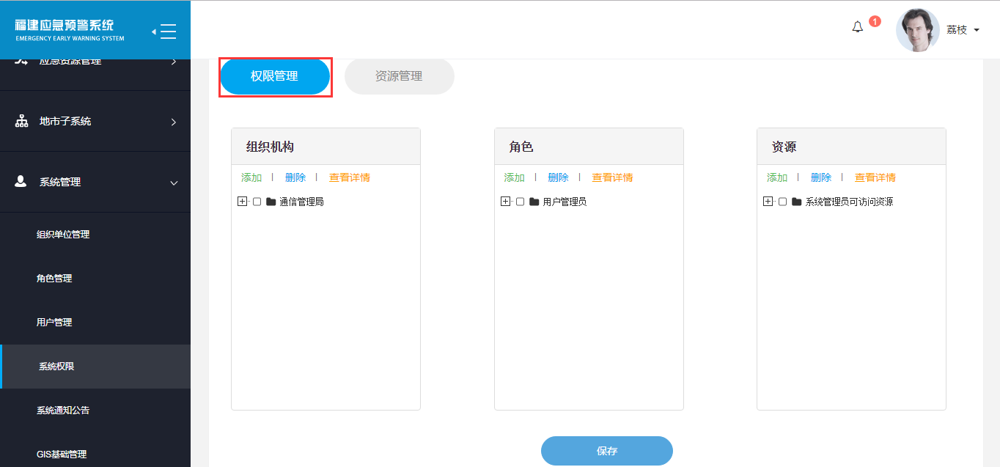 福建应急预警系统
EMERGENCY EARLY WARNING SYSTEM
1
荔枝
应急资源管理
地市子系统
系统管理
组织单位管理
角色管理
用户管理
系统权限
系统通知公告
GIS基础管理
权限管理
资源管理
组织机构
添加 | 删除 | 查看详情
通信管理局
角色
添加 | 删除 | 查看详情
用户管理员
资源
添加 | 删除 | 查看详情
系统管理员可访问资源
保存